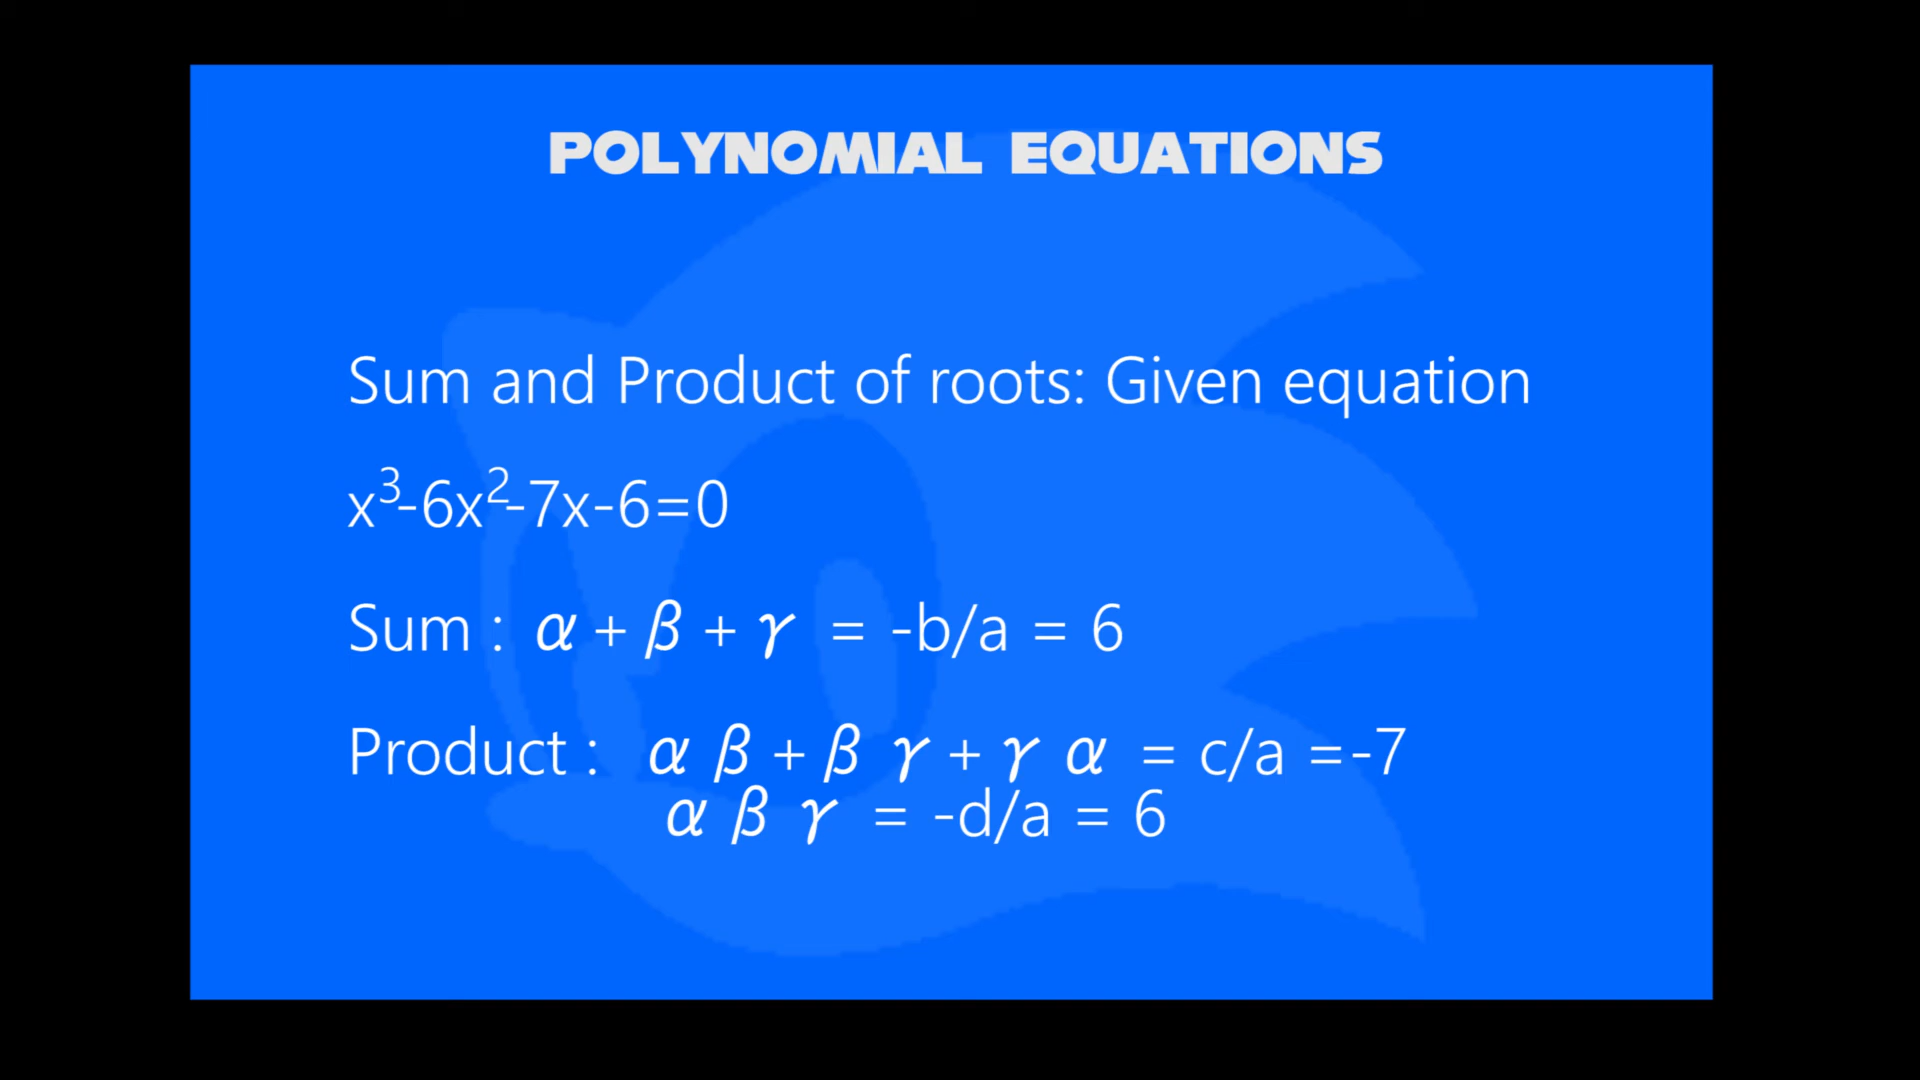 POLYNOMIAL EQUATIONS
Sum and Product of roots: Given equation
x³-6x²-7x-6=0
Sum : α + β + γ = -b/a = 6
Product : α β + β γ + γ α = c/a =-7
α β γ = -d/a = 6